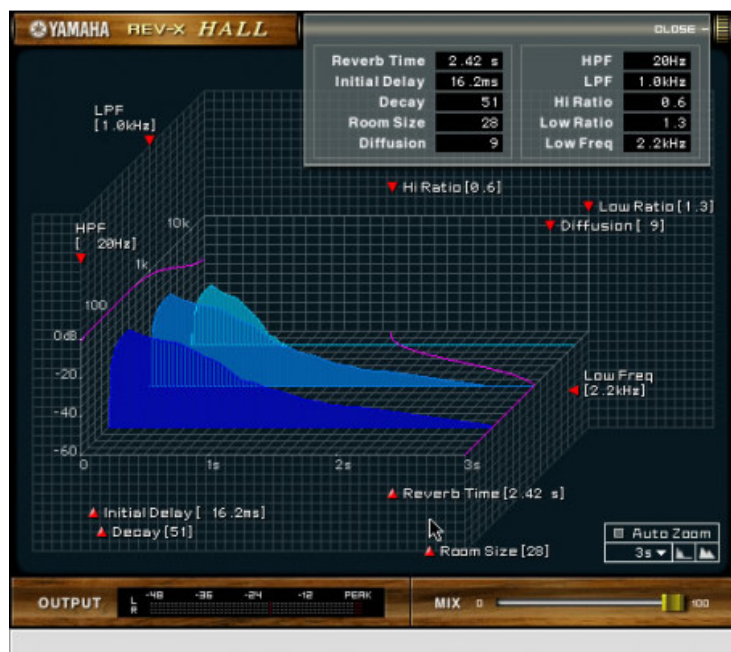 YAMAHA REV-X HALL
CLOSE -
Reverb Time 2.42 s
Initial Delay 16.2ms
Decay 51
Room Size 28
Diffusion 9
HPF 20Hz
LPF 1.0kHz
Hi Ratio 0.6
Low Ratio 1.3
Low Freq 2.2kHz
LPF
[1.0kHz]
Hi Ratio[0.6]
Low Ratio[1.3]
Diffusion[ 9]
HPF
[ 20Hz]
10k
1k
100
0dB
-20
-40
-60
Low Freq
[2.2kHz]
0 1s 2s 3s
Reverb Time[2.42 s]
Initial Delay[ 16.2ms]
Decay[51]
Room Size[28]
Auto Zoom
3s
OUTPUT L R -48 -36 -24 -12 PEAK
MIX 0 100